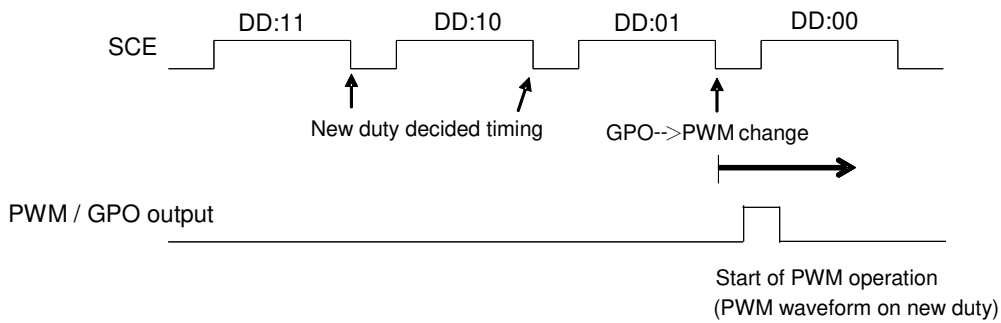 DD:11 DD:10 DD:01 DD:00
SCE
New duty decided timing
GPO-->PWM change
PWM / GPO output
Start of PWM operation
(PWM waveform on new duty)